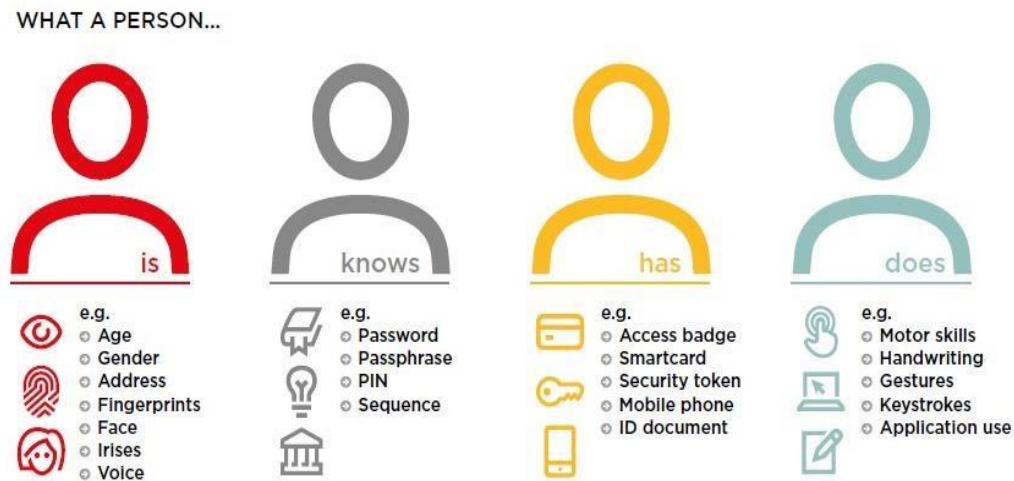 WHAT A PERSON...
is
e.g.
Age
Gender
Address
Fingerprints
Face
Irises
Voice
knows
e.g.
Password
Passphrase
PIN
Sequence
has
e.g.
Access badge
Smartcard
Security token
Mobile phone
ID document
does
e.g.
Motor skills
Handwriting
Gestures
Keystrokes
Application use